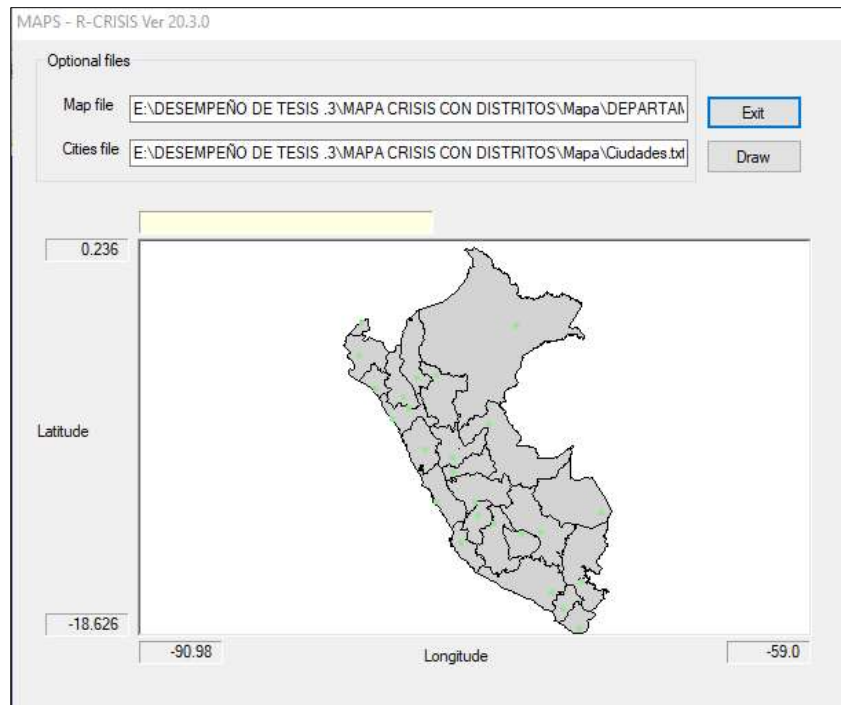 MAPS - R-CRISIS Ver 20.3.0
Optional files
Map file E:\DESEMPEÑO DE TESIS .3\MAPA CRISIS CON DISTRITOS\Mapa\DEPARTAM
Exit
Cities file E:\DESEMPEÑO DE TESIS .3\MAPA CRISIS CON DISTRITOS\Mapa\Ciudades.txt
Draw
0.236
Latitude
-18.626
-90.98
Longitude
-59.0